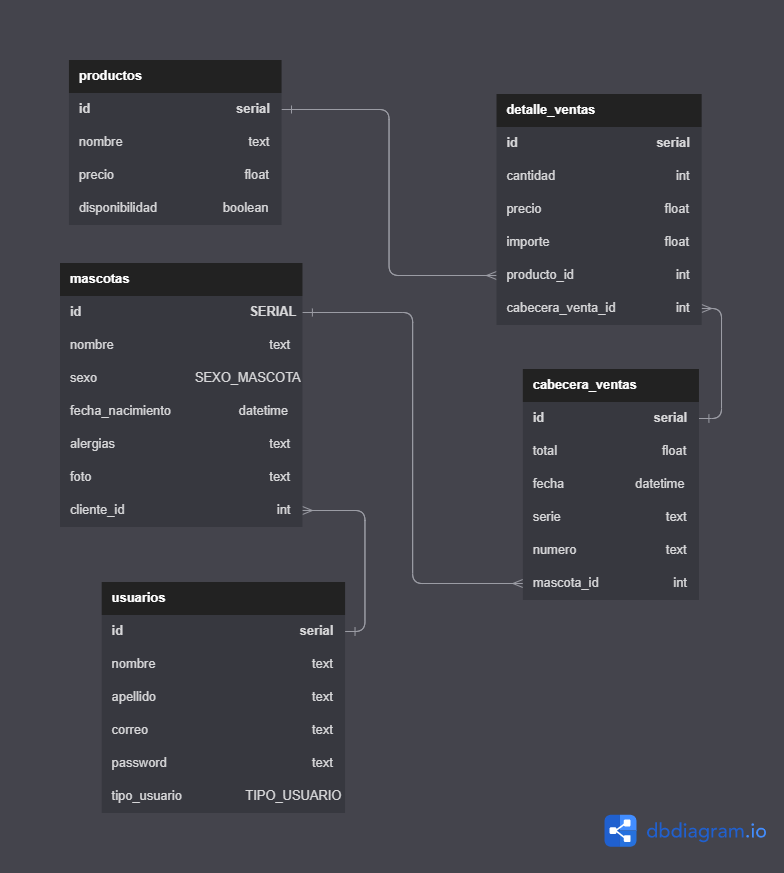 productos
id serial
nombre text
precio float
disponibilidad boolean
mascotas
id SERIAL
nombre text
sexo SEXO_MASCOTA
fecha_nacimiento datetime
alergias text
foto text
cliente_id int
usuarios
id serial
nombre text
apellido text
correo text
password text
tipo_usuario TIPO_USUARIO
detalle_ventas
id serial
cantidad int
precio float
importe float
producto_id int
cabecera_venta_id int
cabecera_ventas
id serial
total float
fecha datetime
serie text
numero text
mascota_id int
dbdiagram.io